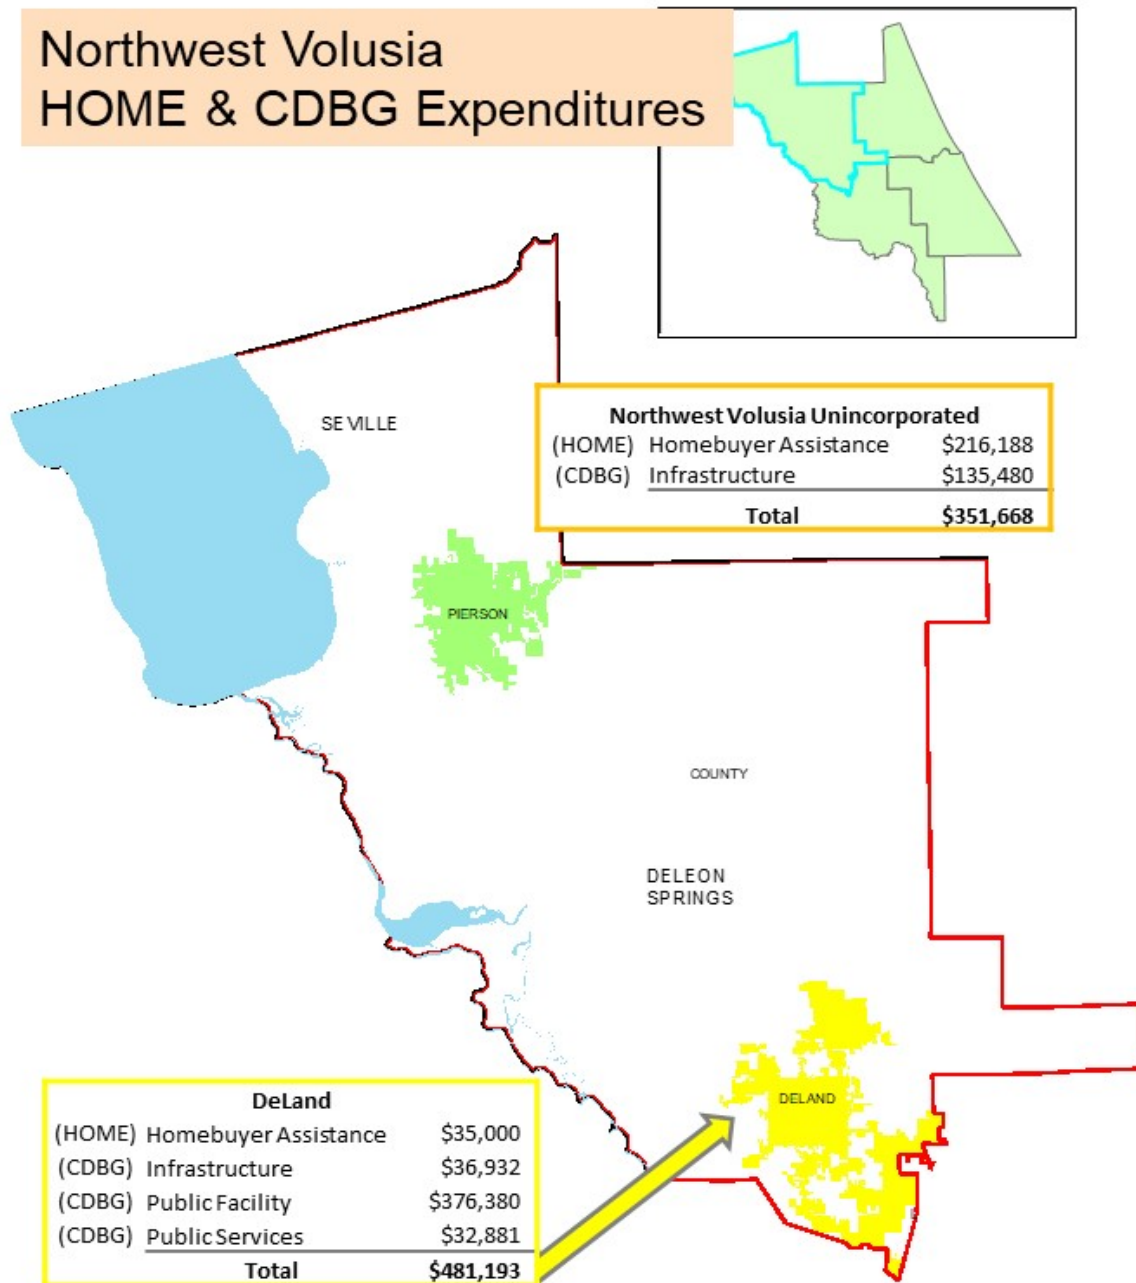 Northwest Volusia
HOME & CDBG Expenditures
SEVILLE
Northwest Volusia Unincorporated
(HOME) Homebuyer Assistance $216,188
(CDBG) Infrastructure $135,480
Total $351,668
PIERSON
COUNTY
DELEON
SPRINGS
DELAND
DeLand
(HOME) Homebuyer Assistance $35,000
(CDBG) Infrastructure $36,932
(CDBG) Public Facility $376,380
(CDBG) Public Services $32,881
Total $481,193